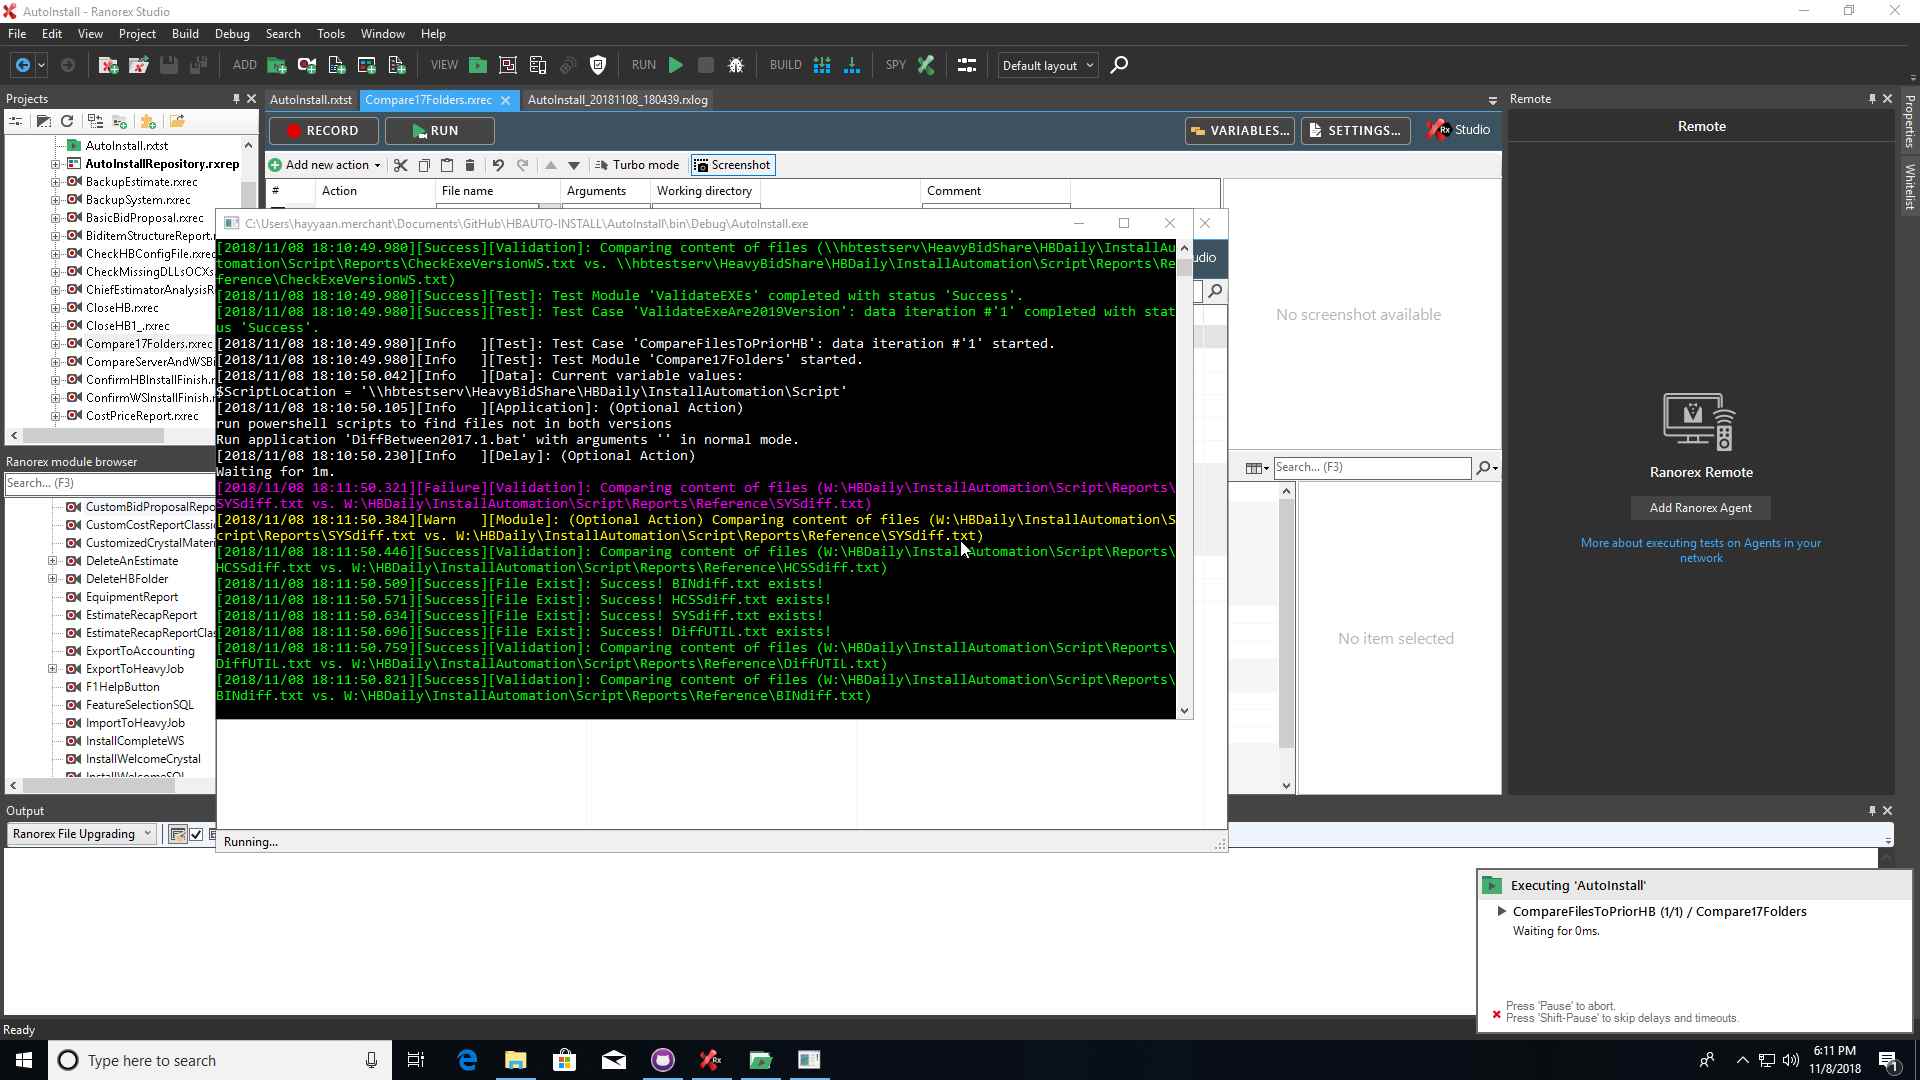 AutoInstall - Ranorex Studio
File Edit View Project Build Debug Search Tools Window Help
ADD VIEW RUN BUILD SPY Default layout
Projects
AutoInstall.rxtst
AutoInstallRepository.rxrep
BackupEstimate.rxrec
BackupSystem.rxrec
BasicBidProposal.rxrec
BiditemStructureReport.r
CheckHBConfigFile.rxrec
CheckMissingDLLsOCXs
ChiefEstimatorAnalysisR
CloseHB.rxrec
CloseHB1_.rxrec
Compare17Folders.rxrec
CompareServerAndWSBi
ConfirmHBInstallFinish.r
ConfirmWSInstallFinish.r
CostPriceReport.rxrec
Ranorex module browser
Search... (F3)
CustomBidProposalRepo
CustomCostReportClassic
CustomizedCrystalMateri
DeleteAnEstimate
DeleteHBFolder
EquipmentReport
EstimateRecapReport
EstimateRecapReportClas
ExportToAccounting
ExportToHeavyJob
F1HelpButton
FeatureSelectionSQL
ImportToHeavyJob
InstallCompleteWS
InstallWelcomeCrystal
InstallWelcomeSQL
AutoInstall.rxtst Compare17Folders.rxrec AutoInstall_20181108_180439.rxlog
RECORD RUN VARIABLES... SETTINGS... Rx Studio
Add new action Turbo mode Screenshot
# Action File name Arguments Working directory Comment
C:\Users\hayyaan.merchant\Documents\GitHub\HBAUTO-INSTALL\AutoInstall\bin\Debug\AutoInstall.exe
[2018/11/08 18:10:49.980][Success][Validation]: Comparing content of files (\\hbtestserv\HeavyBidShare\HBDaily\InstallAu
tomation\Script\Reports\CheckExeVersionWS.txt vs. \\hbtestserv\HeavyBidShare\HBDaily\InstallAutomation\Script\Reports\Re
ference\CheckExeVersionWS.txt)
[2018/11/08 18:10:49.980][Success][Test]: Test Module 'ValidateEXEs' completed with status 'Success'.
[2018/11/08 18:10:49.980][Success][Test]: Test Case 'ValidateExeAre2019Version': data iteration #'1' completed with stat
us 'Success'.
[2018/11/08 18:10:49.980][Info   ][Test]: Test Case 'CompareFilesToPriorHB': data iteration #'1' started.
[2018/11/08 18:10:49.980][Info   ][Test]: Test Module 'Compare17Folders' started.
[2018/11/08 18:10:50.042][Info   ][Data]: Current variable values:
$ScriptLocation = '\\hbtestserv\HeavyBidShare\HBDaily\InstallAutomation\Script'
[2018/11/08 18:10:50.105][Info   ][Application]: (Optional Action)
run powershell scripts to find files not in both versions
Run application 'DiffBetween2017.1.bat' with arguments '' in normal mode.
[2018/11/08 18:10:50.230][Info   ][Delay]: (Optional Action)
Waiting for 1m.
[2018/11/08 18:11:50.321][Failure][Validation]: Comparing content of files (W:\HBDaily\InstallAutomation\Script\Reports\
SYSdiff.txt vs. W:\HBDaily\InstallAutomation\Script\Reports\Reference\SYSdiff.txt)
[2018/11/08 18:11:50.384][Warn   ][Module]: (Optional Action) Comparing content of files (W:\HBDaily\InstallAutomation\S
cript\Reports\SYSdiff.txt vs. W:\HBDaily\InstallAutomation\Script\Reports\Reference\SYSdiff.txt)
[2018/11/08 18:11:50.446][Success][Validation]: Comparing content of files (W:\HBDaily\InstallAutomation\Script\Reports\
HCSSdiff.txt vs. W:\HBDaily\InstallAutomation\Script\Reports\Reference\HCSSdiff.txt)
[2018/11/08 18:11:50.509][Success][File Exist]: Success! BINdiff.txt exists!
[2018/11/08 18:11:50.571][Success][File Exist]: Success! HCSSdiff.txt exists!
[2018/11/08 18:11:50.634][Success][File Exist]: Success! SYSdiff.txt exists!
[2018/11/08 18:11:50.696][Success][File Exist]: Success! DiffUTIL.txt exists!
[2018/11/08 18:11:50.759][Success][Validation]: Comparing content of files (W:\HBDaily\InstallAutomation\Script\Reports\
DiffUTIL.txt vs. W:\HBDaily\InstallAutomation\Script\Reports\Reference\DiffUTIL.txt)
[2018/11/08 18:11:50.821][Success][Validation]: Comparing content of files (W:\HBDaily\InstallAutomation\Script\Reports\
BINdiff.txt vs. W:\HBDaily\InstallAutomation\Script\Reports\Reference\BINdiff.txt)
udio
Running...
No screenshot available
Search... (F3)
No item selected
Remote
Remote
Ranorex Remote
Add Ranorex Agent
More about executing tests on Agents in your
network
Properties
Whitelist
Output
Ranorex File Upgrading
Executing 'AutoInstall'
CompareFilesToPriorHB (1/1) / Compare17Folders
Waiting for 0ms.
Press 'Pause' to abort.
Press 'Shift-Pause' to skip delays and timeouts.
Ready
Type here to search
6:11 PM
11/8/2018
1